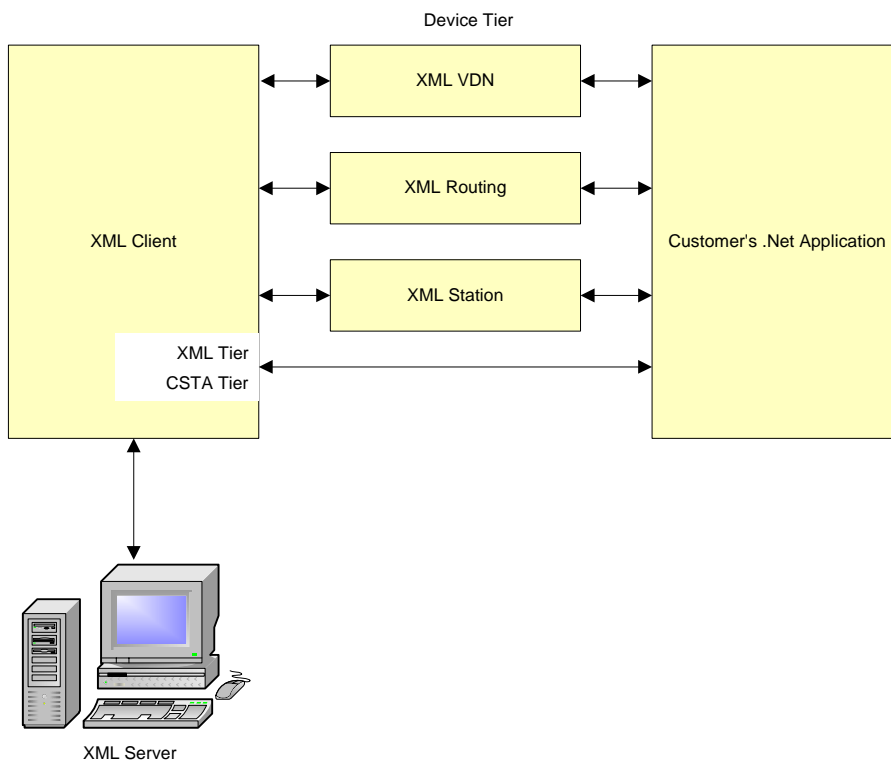 Device Tier
XML VDN
XML Routing
XML Client
Customer's .Net Application
XML Station
XML Tier
CSTA Tier
XML Server